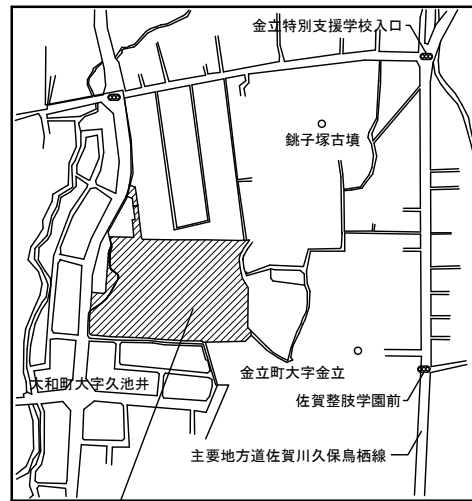 金立特別支援学校入口
銚子塚古墳
金立町大字金立
大和町大字久池井
佐賀整肢学園前
主要地方道佐賀川久保鳥栖線